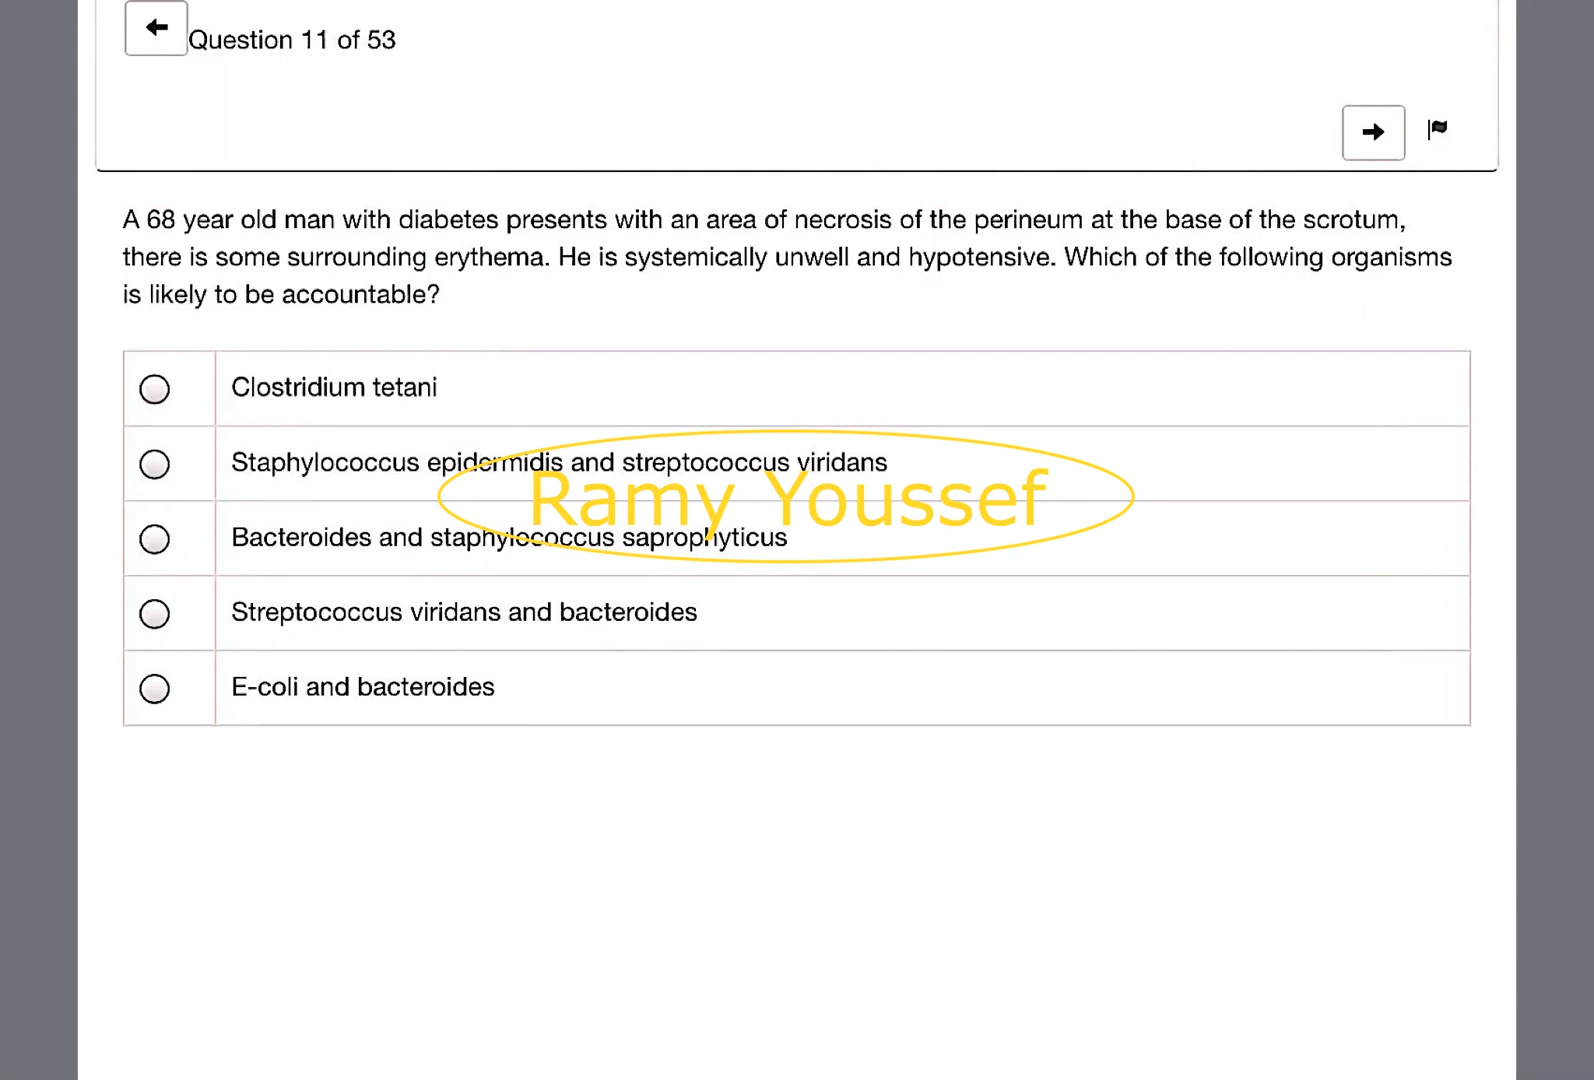 Question 11 of 53
A 68 year old man with diabetes presents with an area of necrosis of the perineum at the base of the scrotum,
there is some surrounding erythema. He is systemically unwell and hypotensive. Which of the following organisms
is likely to be accountable?
Clostridium tetani
Staphylococcus epidermidis and streptococcus viridans
Ramy Youssef
Bacteroides and staphylococcus saprophyticus
Streptococcus viridans and bacteroides
E-coli and bacteroides